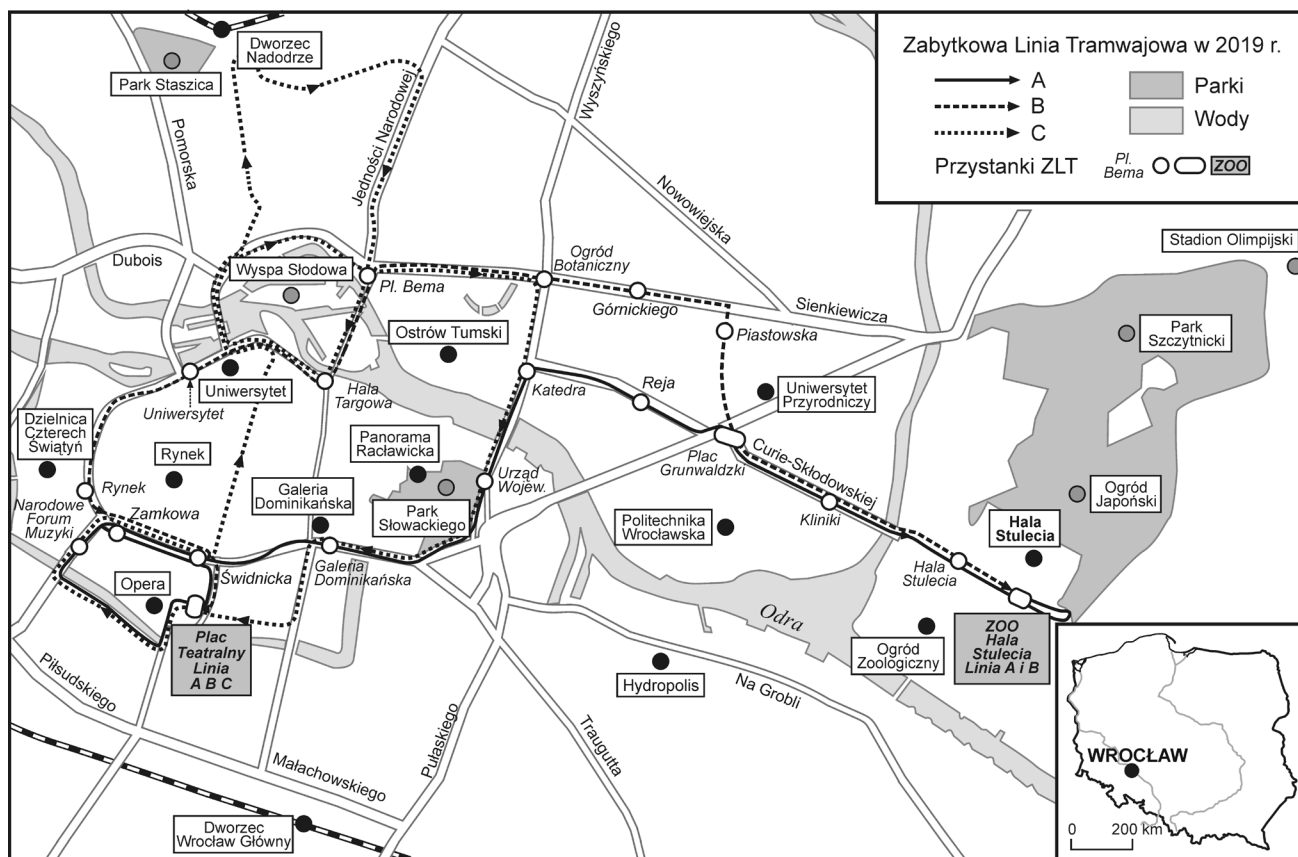 Zabytkowa Linia Tramwajowa w 2019 r.
A
B
C
Parki
Wody
Przystanki ZLT
Pl.
Bema
ZOO
Dworzec
Nadodrze
Park Staszica
Pomorska
Jedności Narodowej
Wyszyńskiego
Nowowiejska
Stadion Olimpijski
Dubois
Wyspa Słodowa
Pl. Bema
Ogród
Botaniczny
Górnickiego
Sienkiewicza
Piastowska
Park
Szczytnicki
Ostrów Tumski
Uniwersytet
Uniwersytet
Hala
Targowa
Katedra
Reja
Uniwersytet
Przyrodniczy
Dzielnica
Czterech
Świątyń
Rynek
Rynek
Panorama
Racławicka
Plac
Grunwaldzki
Curie-Skłodowskiej
Urząd
Wojew.
Narodowe
Forum
Muzyki
Zamkowa
Galeria
Dominikańska
Park
Słowackiego
Kliniki
Ogród
Japoński
Politechnika
Wrocławska
Hala
Stulecia
Hala
Stulecia
Opera
Świdnicka
Galeria
Dominikańska
Plac
Teatralny
Linia
A B C
Odra
Ogród
Zoologiczny
ZOO
Hala
Stulecia
Linia A i B
Hydropolis
Na Grobli
Piłsudskiego
Małachowskiego
Pułaskiego
Traugutta
Dworzec
Wrocław Główny
WROCŁAW
0 200 km